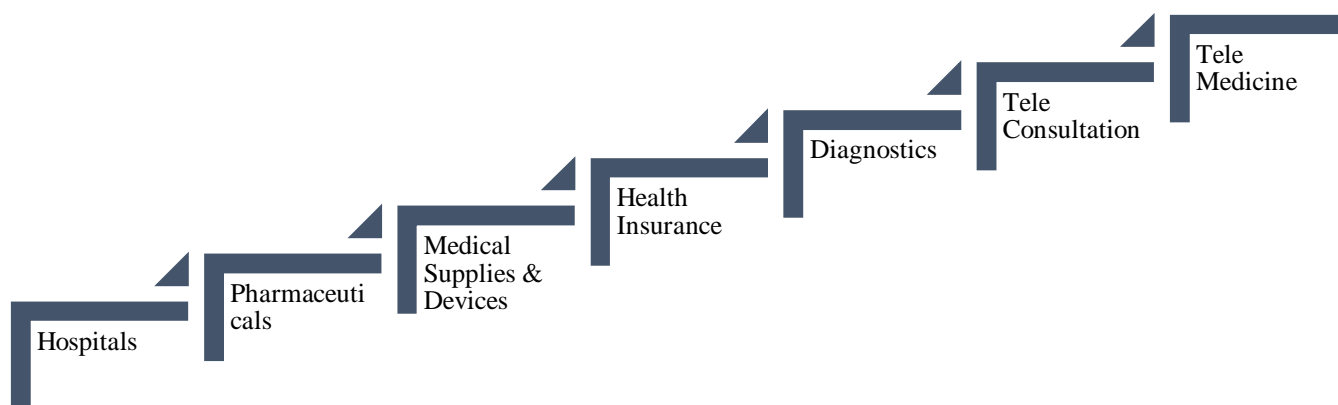 Hospitals
Pharmaceuti
cals
Medical
Supplies &
Devices
Health
Insurance
Diagnostics
Tele
Consultation
Tele
Medicine